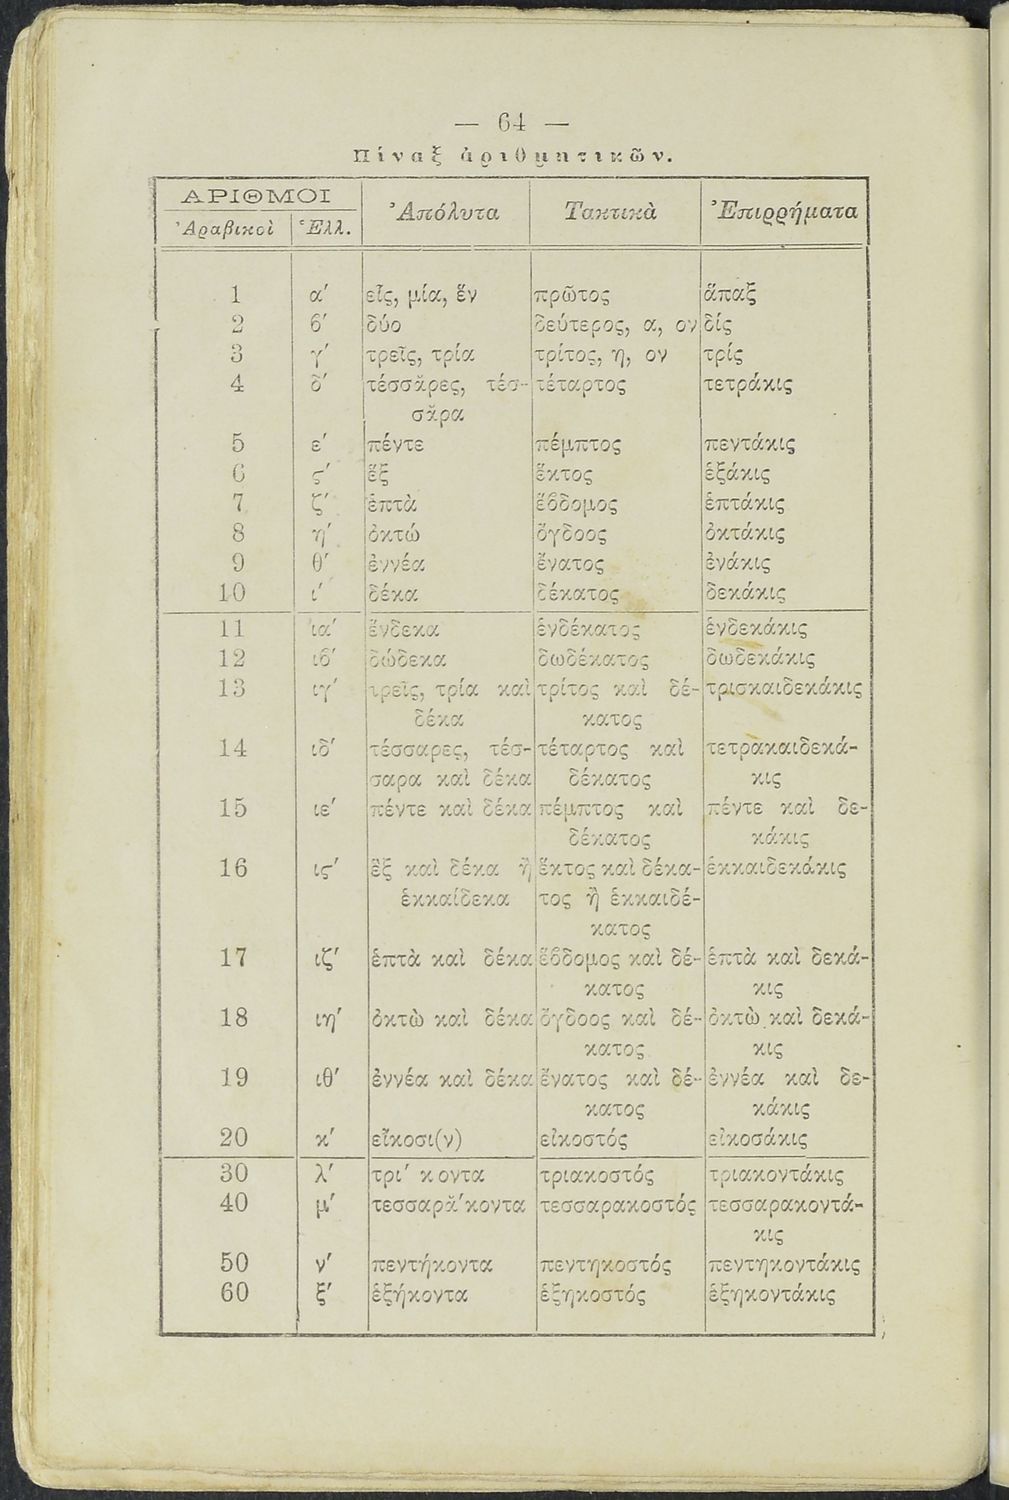 — 64 —
Πίναξ ἀριθμητικῶν.
ΑΡΙΘΜΟΙ Ἀπόλυτα Τακτικὰ Ἐπιρρήματα
Ἀραβικοὶ Ἑλλ.
1 α′ εἷς, μία, ἕν πρῶτος ἅπαξ
2 ϐ′ δύο δεύτερος, α, ον δίς
3 γ′ τρεῖς, τρία τρίτος, η, ον τρίς
4 δ′ τέσσᾰρες, τέσ- τέταρτος τετράκις
σᾰρα
5 ε′ πέντε πέμπτος πεντάκις
6 ς′ ἕξ ἕκτος ἑξάκις
7 ζ′ ἑπτὰ ἕϐδομος ἑπτάκις
8 η′ ὀκτώ ὄγδοος ὀκτάκις
9 θ′ ἐννέα ἔνατος ἐνάκις
10 ι′ δέκα δέκατος δεκάκις
11 ια′ ἕνδεκα ἑνδέκατος ἑνδεκάκις
12 ιϐ′ δώδεκα δωδέκατος δωδεκάκις
13 ιγ′ τρεῖς, τρία καὶ τρίτος καὶ δέ- τρισκαιδεκάκις
δέκα κατος
14 ιδ′ τέσσαρες, τέσ- τέταρτος καὶ τετρακαιδεκά-
σαρα καὶ δέκα δέκατος κις
15 ιε′ πέντε καὶ δέκα πέμπτος καὶ πέντε καὶ δε-
δέκατος κάκις
16 ις′ ἓξ καὶ δέκα ἢ ἕκτος καὶ δέκα- ἑκκαιδεκάκις
ἑκκαίδεκα τος ἢ ἑκκαιδέ-
κατος
17 ιζ′ ἑπτὰ καὶ δέκα ἕϐδομος καὶ δέ- ἑπτὰ καὶ δεκά-
κατος κις
18 ιη′ ὀκτὼ καὶ δέκα ὄγδοος καὶ δέ- ὀκτὼ καὶ δεκά-
κατος κις
19 ιθ′ ἐννέα καὶ δέκα ἔνατος καὶ δέ- ἐννέα καὶ δε-
κατος κάκις
20 κ′ εἴκοσι(ν) εἰκοστός εἰκοσάκις
30 λ′ τρι′ κοντα τριακοστός τριακοντάκις
40 μ′ τεσσαρᾰ′κοντα τεσσαρακοστός τεσσαρακοντά-
κις
50 ν′ πεντήκοντα πεντηκοστός πεντηκοντάκις
60 ξ′ ἑξήκοντα ἑξηκοστός ἑξηκοντάκις